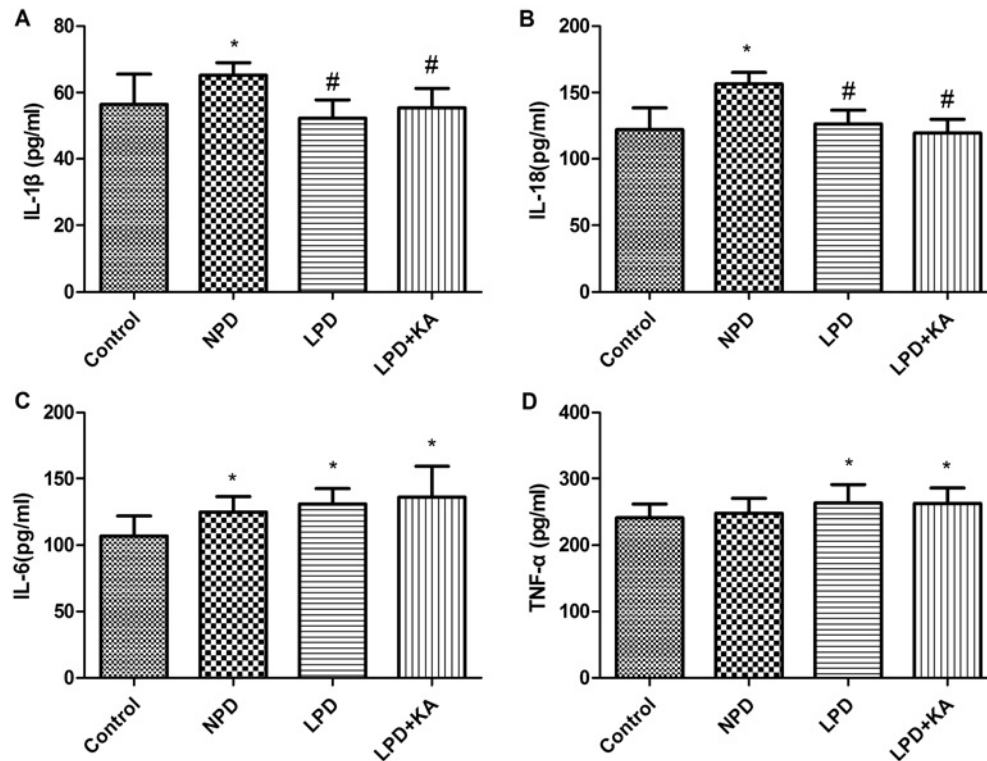 A
IL-1β (pg/ml)
80
60
40
20
0
*
#
#
Control
NPD
LPD
LPD+KA
B
IL-18(pg/ml)
200
150
100
50
0
*
#
#
Control
NPD
LPD
LPD+KA
C
IL-6(pg/ml)
200
150
100
50
0
*
*
*
Control
NPD
LPD
LPD+KA
D
TNF-α (pg/ml)
400
300
200
100
0
*
*
Control
NPD
LPD
LPD+KA